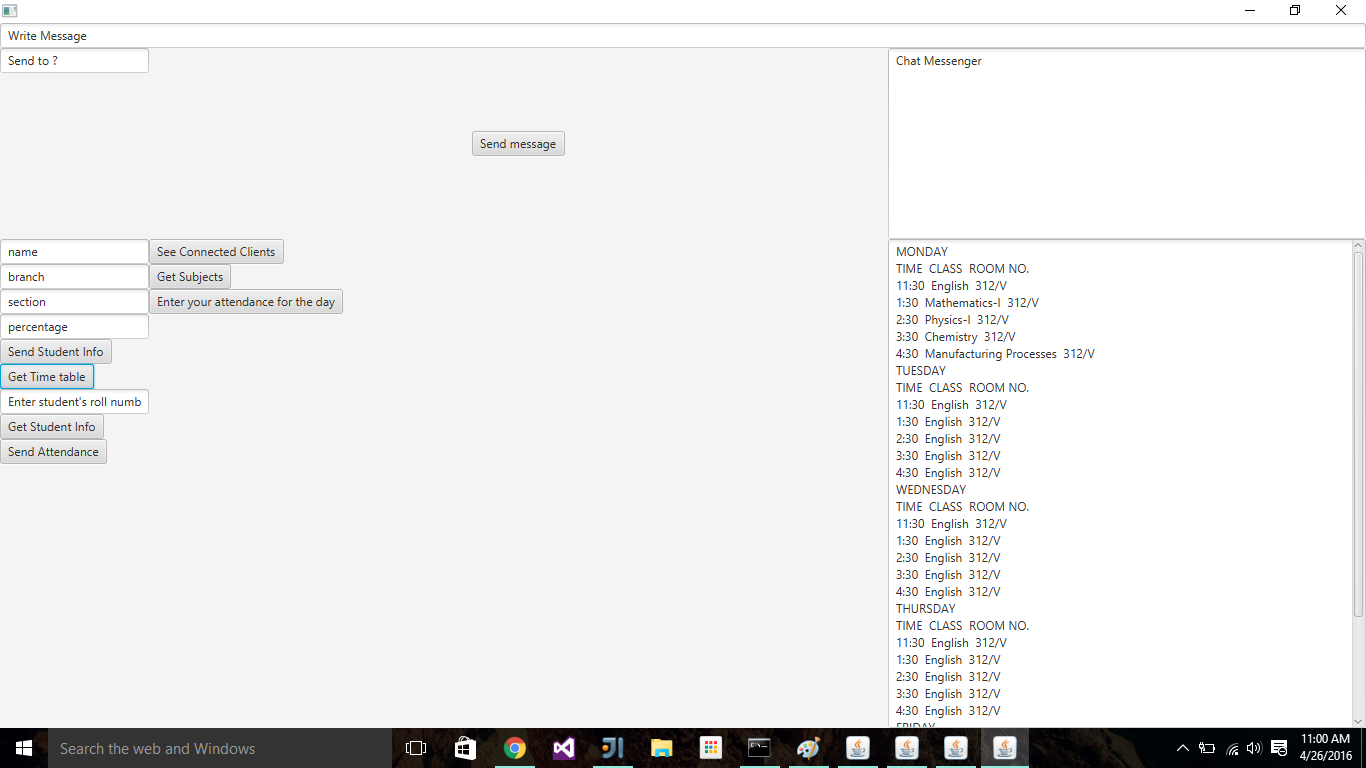 Write Message
Send to ?
Chat Messenger
Send message
name
See Connected Clients
branch
Get Subjects
section
Enter your attendance for the day
percentage
Send Student Info
Get Time table
Enter student's roll numb
Get Student Info
Send Attendance
MONDAY
TIME CLASS ROOM NO.
11:30 English 312/V
1:30 Mathematics-I 312/V
2:30 Physics-I 312/V
3:30 Chemistry 312/V
4:30 Manufacturing Processes 312/V
TUESDAY
TIME CLASS ROOM NO.
11:30 English 312/V
1:30 English 312/V
2:30 English 312/V
3:30 English 312/V
4:30 English 312/V
WEDNESDAY
TIME CLASS ROOM NO.
11:30 English 312/V
1:30 English 312/V
2:30 English 312/V
3:30 English 312/V
4:30 English 312/V
THURSDAY
TIME CLASS ROOM NO.
11:30 English 312/V
1:30 English 312/V
2:30 English 312/V
3:30 English 312/V
4:30 English 312/V
FRIDAY
Search the web and Windows
11:00 AM
4/26/2016